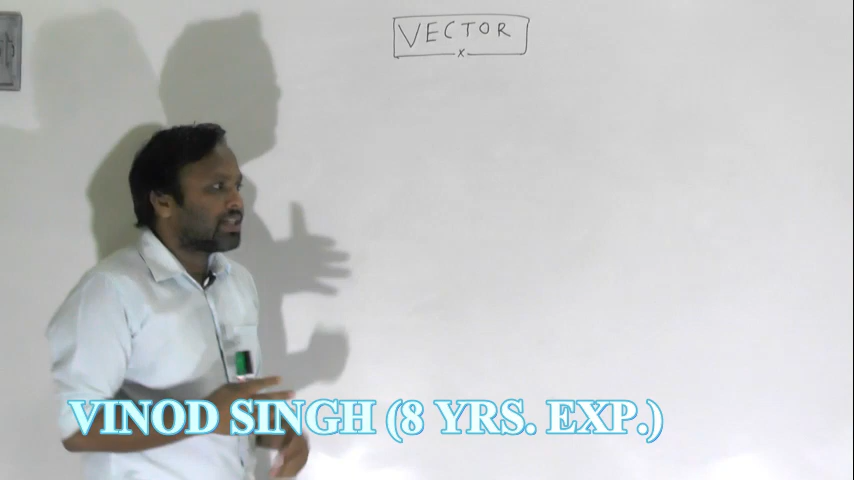 VECTOR
x
VINOD SINGH (8 YRS. EXP.)